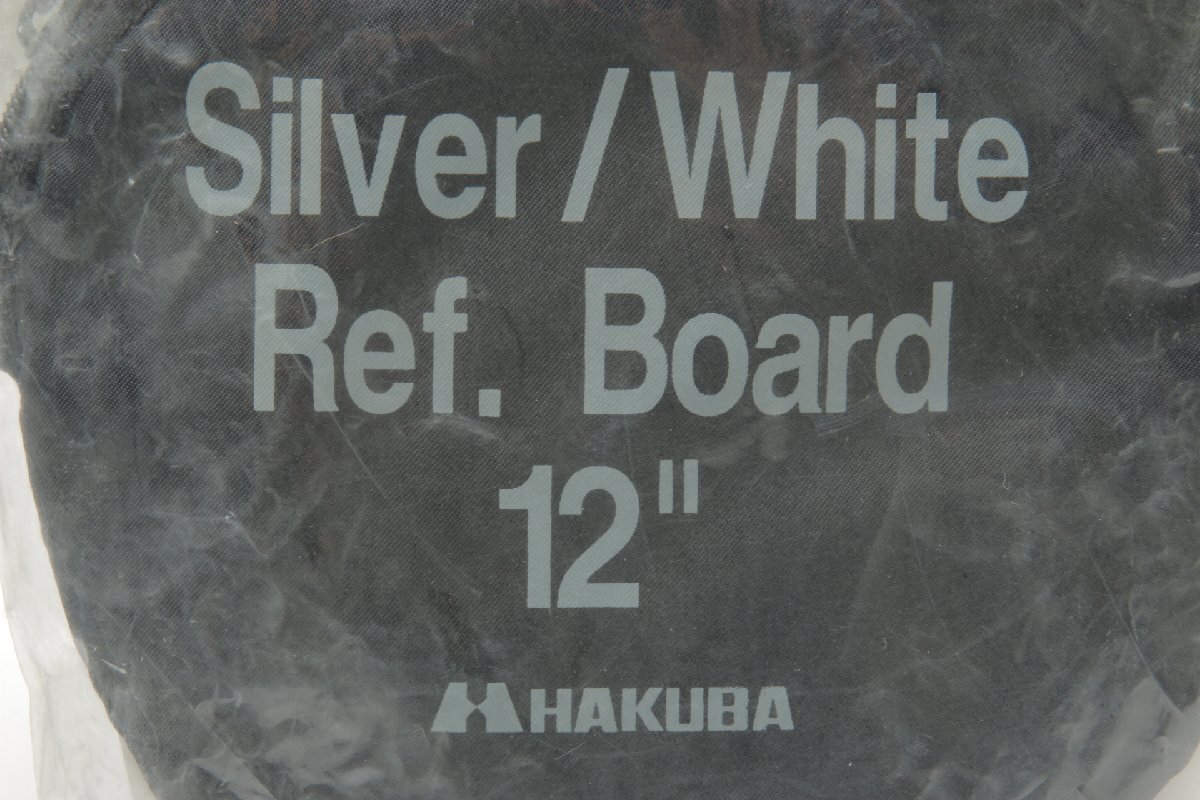 Silver/White
Ref. Board
12"
HAKUBA